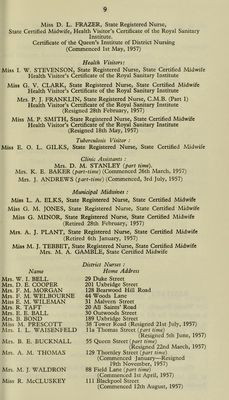 9
Miss D. L. FRAZER, State Registered Nurse,
State Certified Midwife, Health Visitor's Certificate of the Royal Sanitary
Institute.
Certificate of the Queen's Institute of District Nursing
(Commenced 1st May, 1957)
Health Visitors:
Miss I. W. STEVENSON, State Registered Nurse, State Certified Midwife
Health Visitor's Certificate of the Royal Sanitary Institute
Miss G. V. CLARK, State Registered Nurse, State Certified Midwife
Health Visitor's Certificate of the Royal Sanitary Institute
Mrs. P. J. FRANKLIN, State Registered Nurse, C.M.B. (Part 1)
Health Visitor's Certificate of the Royal Sanitary Institute
(Resigned 28th February, 1957)
Miss M. P. SMITH, State Registered Nurse, State Certified Midwife
Health Visitor's Certificate of the Royal Sanitary Institute
(Resigned 18th May, 1957)
Tuberculosis Visitor :
Miss E. O. L. GILKS, State Registered Nurse, State Certified Midwife
Clinic Assistants :
Mrs. D. M. STANLEY (part time).
Mrs. K. E. BAKER (part-time) (Commenced 26th March, 1957)
Mrs. J. ANDREWS (part-time) (Commenced, 3rd July, 1957)
Municipal Midwives :
Miss L. A. ELKS, State Registered Nurse, State Certified Midwife
Miss G. M. JONES, State Registered Nurse, State Certified Midwife
Miss G. MINOR, State Registered Nurse, State Certified Midwife
(Retired 28th February, 1957)
Mrs. A. J. PLANT, State Registered Nurse, State Certified Midwife
(Retired 6th January, 1957)
Miss M. J. TEBBEIT, State Registered Nurse, State Certified Midwife
Mrs. M. A. GAMBLE, State Certified Midwife
District Nurses :
Name Home Address
Mrs. W. I. BELL 29 Duke Street
Mrs. D. E. COOPER 201 Uxbridge Street
Mrs. F. M. MORGAN 128 Bearwood Hill Road
Mrs. F. M. WELBOURNE 44 Woods Lane
Miss E. M. WILEMAN 31 Malvern Street
Mrs. R. TAFT 20 All Saints Road
Mrs. E. E. BALL 30 Outwoods Street
Mrs. B. BOND 189 Uxbridge Street
Miss M. PRESCOTT 38 Tower Road (Resigned 21st July, 1957)
Mrs. I. L. WAISENFELD 11a Thomas Street (part time)
(Resigned 5th June, 1957)
Mrs. B. E. BUCKNALL 55 Queen Street (part time)
(Resigned 22nd March, 1957)
Mrs. A. M. THOMAS 129 Thornley Street (part time)
(Commenced January—Resigned
19th November, 1957)
Mrs. M. J. WALDRON 88 Field Lane (part time)
(Commenced 1st April, 1957)
Miss R. McCLUSKEY 111 Blackpool Street
(Commenced 12th August, 1957)